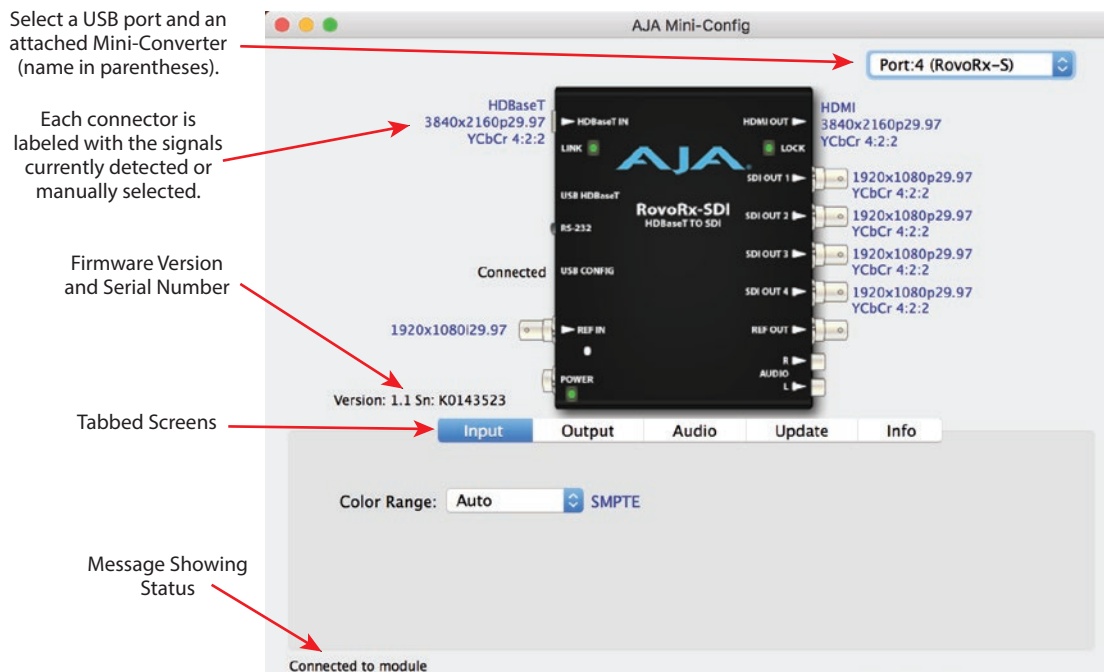 Select a USB port and an
attached Mini-Converter
(name in parentheses).
Each connector is
labeled with the signals
currently detected or
manually selected.
Firmware Version
and Serial Number
Tabbed Screens
Message Showing
Status
AJA Mini-Config
Port:4 (RovoRx-S)
HDBaseT
3840x2160p29.97
YCbCr 4:2:2
Connected
1920x1080i29.97
HDBaseT IN
LINK
USB HDBaseT
RS-232
USB CONFIG
REF IN
POWER
AJA
RovoRx-SDI
HDBaseT TO SDI
HDMI OUT
LOCK
SDI OUT 1
SDI OUT 2
SDI OUT 3
SDI OUT 4
REF OUT
R
AUDIO
L
HDMI
3840x2160p29.97
YCbCr 4:2:2
1920x1080p29.97
YCbCr 4:2:2
1920x1080p29.97
YCbCr 4:2:2
1920x1080p29.97
YCbCr 4:2:2
1920x1080p29.97
YCbCr 4:2:2
Version: 1.1 Sn: K0143523
Input Output Audio Update Info
Color Range: Auto SMPTE
Connected to module